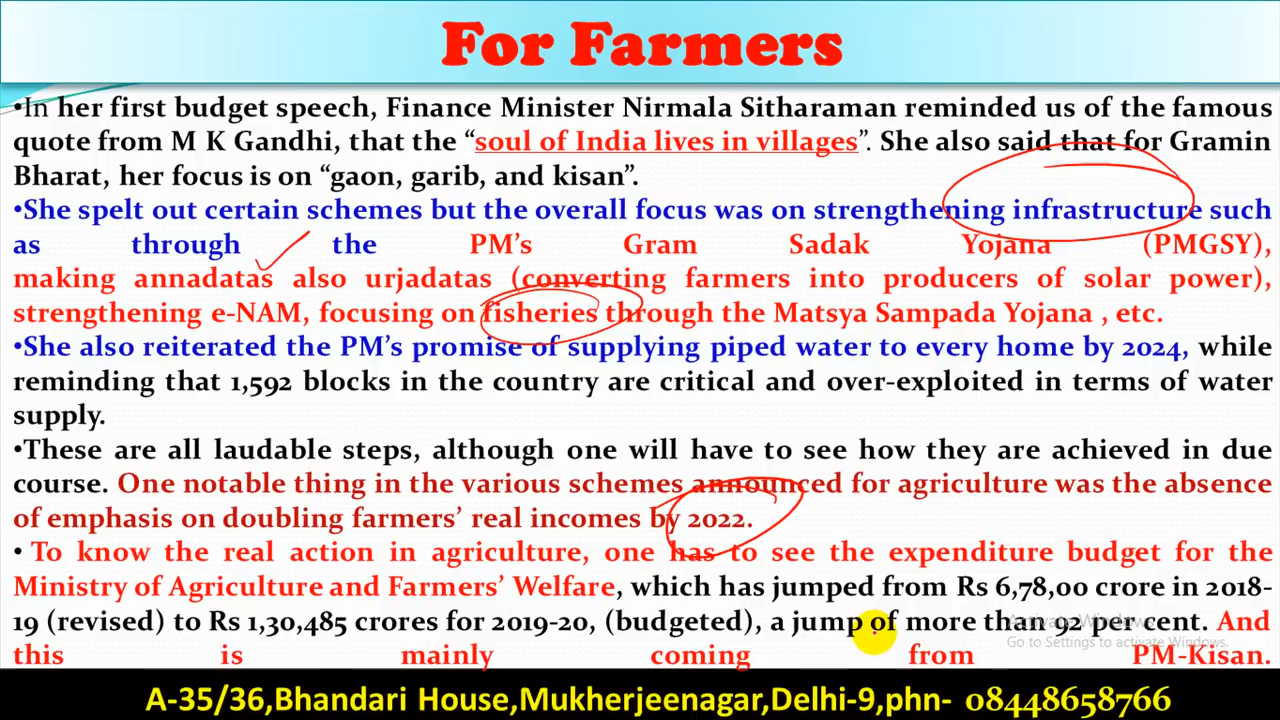 For Farmers
•In her first budget speech, Finance Minister Nirmala Sitharaman reminded us of the famous
quote from M K Gandhi, that the “soul of India lives in villages”. She also said that for Gramin
Bharat, her focus is on “gaon, garib, and kisan”.
•She spelt out certain schemes but the overall focus was on strengthening infrastructure such
as through the PM’s Gram Sadak Yojana (PMGSY),
making annadatas also urjadatas (converting farmers into producers of solar power),
strengthening e-NAM, focusing on fisheries through the Matsya Sampada Yojana , etc.
•She also reiterated the PM’s promise of supplying piped water to every home by 2024, while
reminding that 1,592 blocks in the country are critical and over-exploited in terms of water
supply.
•These are all laudable steps, although one will have to see how they are achieved in due
course. One notable thing in the various schemes announced for agriculture was the absence
of emphasis on doubling farmers’ real incomes by 2022.
• To know the real action in agriculture, one has to see the expenditure budget for the
Ministry of Agriculture and Farmers’ Welfare, which has jumped from Rs 6,78,00 crore in 2018-
19 (revised) to Rs 1,30,485 crores for 2019-20, (budgeted), a jump of more than 92 per cent. And
this is mainly coming from PM-Kisan.
Activate Windows
Go to Settings to activate Windows.
A-35/36,Bhandari House,Mukherjeenagar,Delhi-9,phn- 08448658766